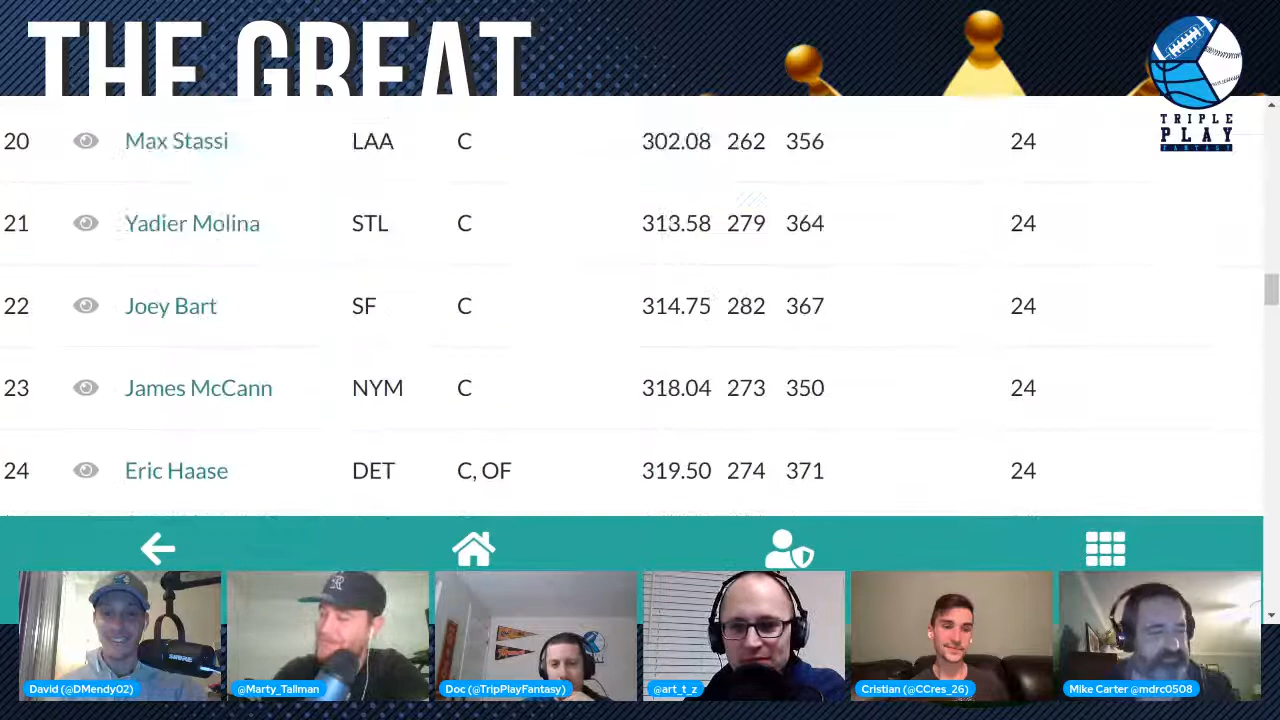 THE GREAT
TRIPLE
PLAY
FANTASY
20 Max Stassi LAA C 302.08 262 356 24
21 Yadier Molina STL C 313.58 279 364 24
22 Joey Bart SF C 314.75 282 367 24
23 James McCann NYM C 318.04 273 350 24
24 Eric Haase DET C, OF 319.50 274 371 24
David (@DMendy02)
@Marty_Tallman
Doc (@TripPlayFantasy)
@art_t_z
Cristian (@CCres_26)
Mike Carter @mdrc0508